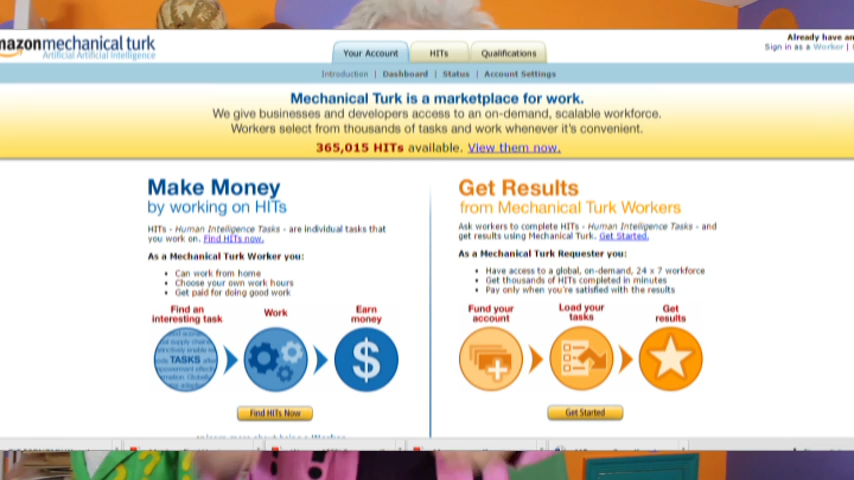 mazonmechanical turk
Artificial Artificial Intelligence
Your Account
HITs
Qualifications
Already have an
Sign in as a Worker |
Introduction | Dashboard | Status | Account Settings
Mechanical Turk is a marketplace for work.
We give businesses and developers access to an on-demand, scalable workforce.
Workers select from thousands of tasks and work whenever it's convenient.
365,015 HITs available. View them now.
Make Money
by working on HITs
HITs - Human Intelligence Tasks - are individual tasks that
you work on. Find HITs now.
As a Mechanical Turk Worker you:
• Can work from home
• Choose your own work hours
• Get paid for doing good work
Find an
interesting task
Work
Earn
money
TASKS
$
Find HITs Now
Get Results
from Mechanical Turk Workers
Ask workers to complete HITs - Human Intelligence Tasks - and
get results using Mechanical Turk. Get Started.
As a Mechanical Turk Requester you:
• Have access to a global, on-demand, 24 x 7 workforce
• Get thousands of HITs completed in minutes
• Pay only when you're satisfied with the results
Fund your
account
Load your
tasks
Get
results
Get Started